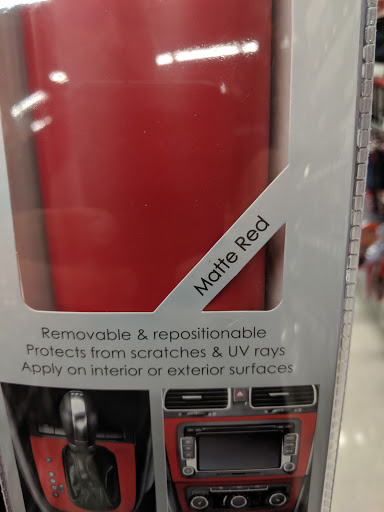 Matte Red
Removable & repositionable
Protects from scratches & UV rays
Apply on interior or exterior surfaces